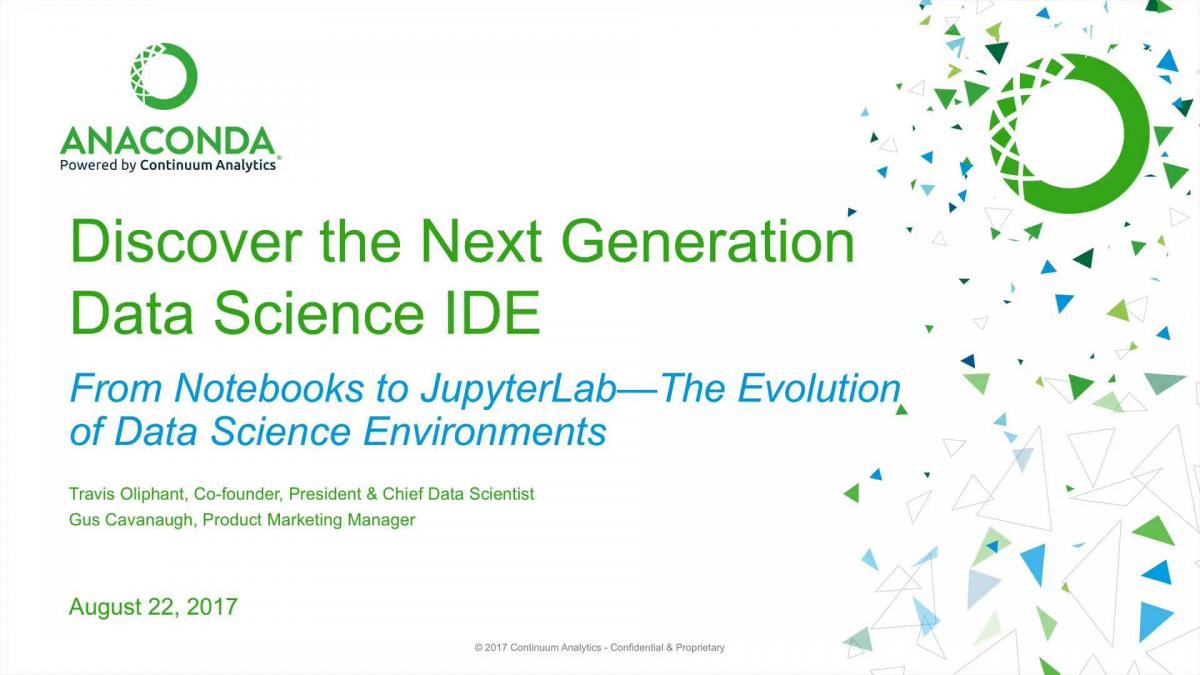 ANACONDA®
Powered by Continuum Analytics
Discover the Next Generation
Data Science IDE
From Notebooks to JupyterLab—The Evolution
of Data Science Environments
Travis Oliphant, Co-founder, President & Chief Data Scientist
Gus Cavanaugh, Product Marketing Manager
August 22, 2017
© 2017 Continuum Analytics - Confidential & Proprietary